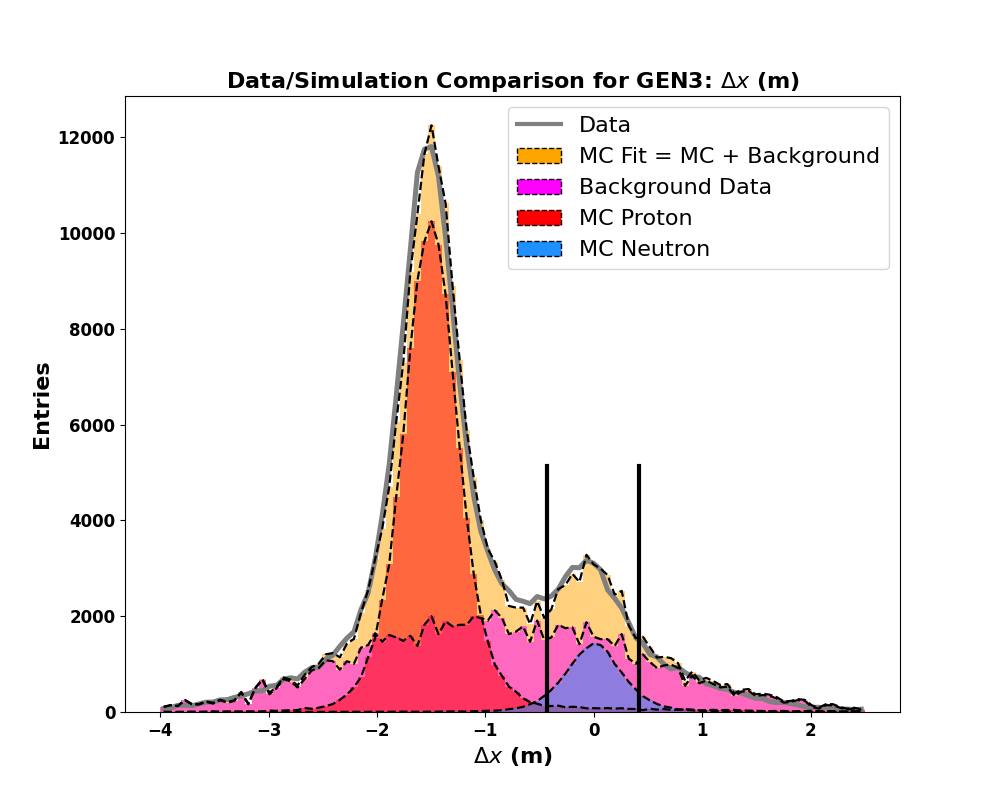 Data/Simulation Comparison for GEN3: Δx (m)
Data
MC Fit = MC + Background
Background Data
MC Proton
MC Neutron
12000
10000
8000
6000
4000
2000
0
Entries
−4 −3 −2 −1 0 1 2
Δx (m)